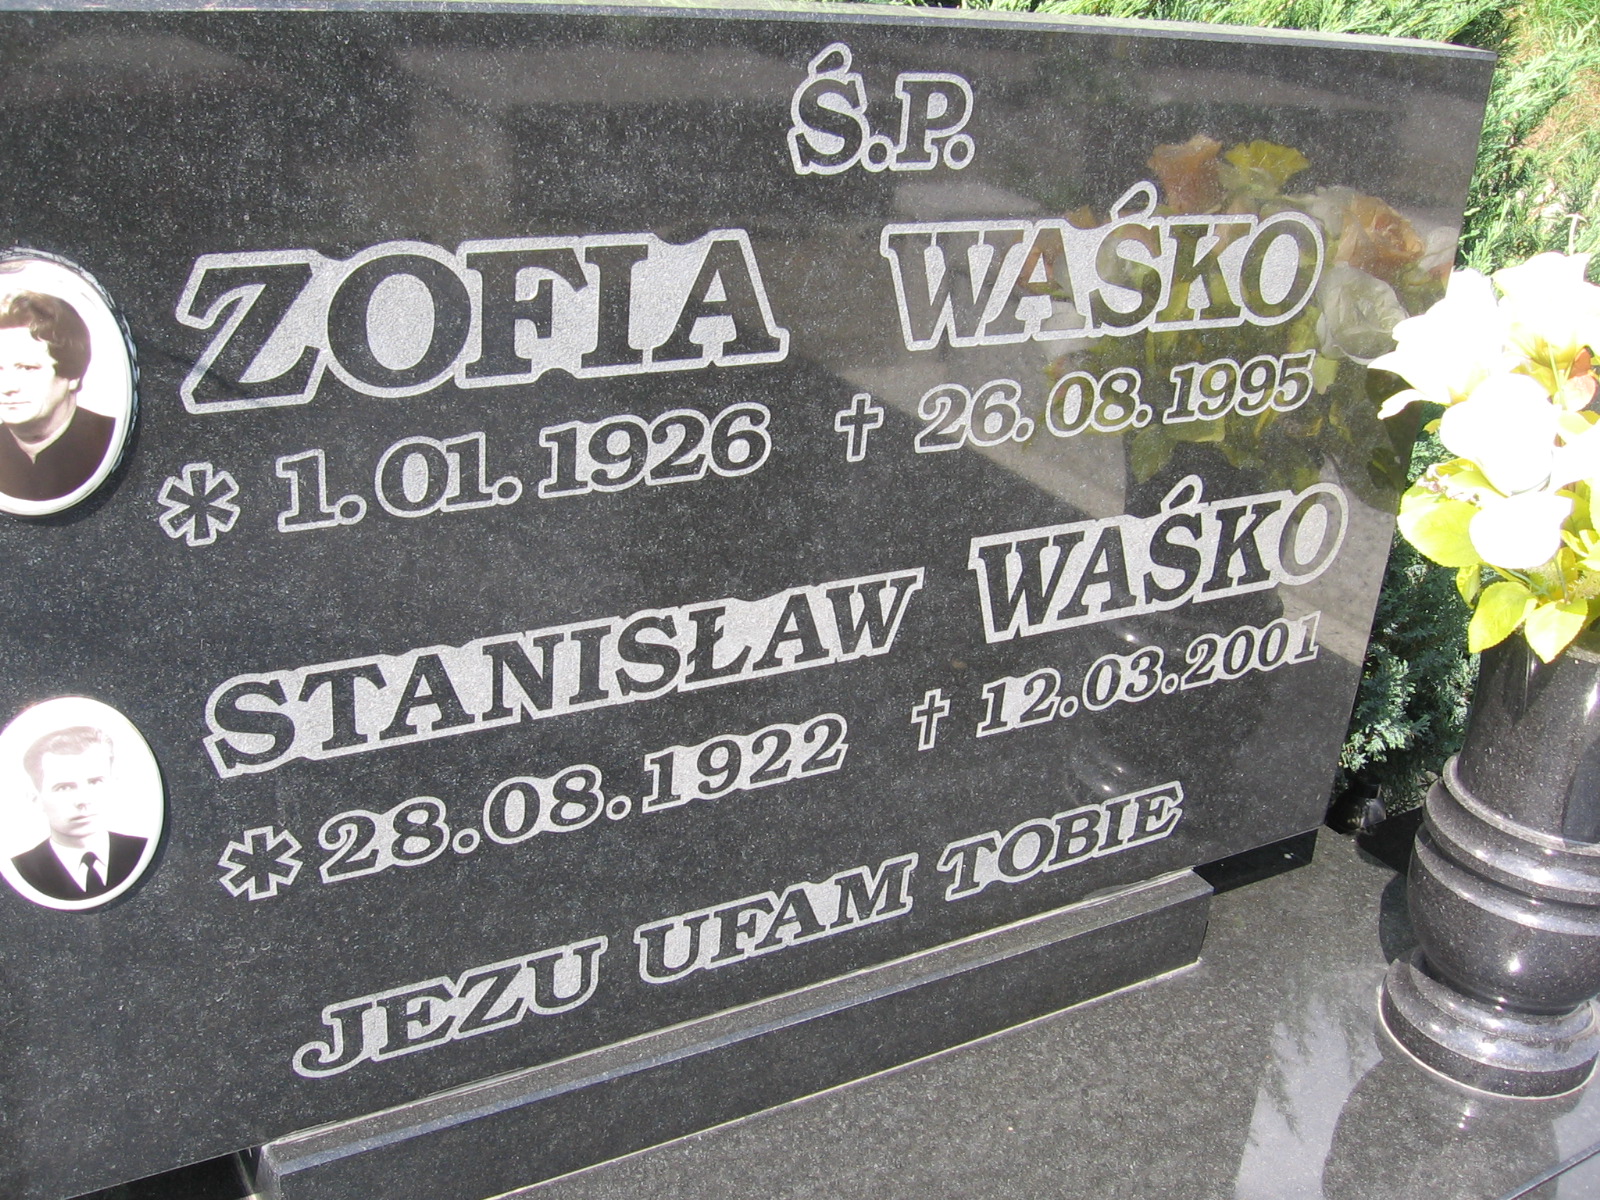 Ś.P.
ZOFIA WAŚKO
* 1.01.1926 † 26.08.1995
STANISŁAW WAŚKO
* 28.08.1922 † 12.03.2001
JEZU UFAM TOBIE